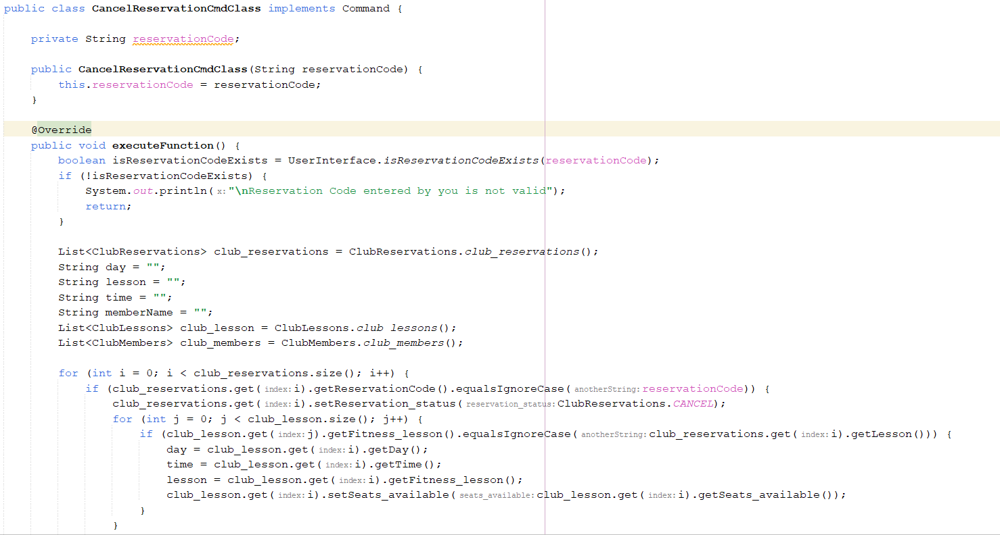 public class CancelReservationCmdClass implements Command {
private String reservationCode;
public CancelReservationCmdClass(String reservationCode) {
this.reservationCode = reservationCode;
}
@Override
public void executeFunction() {
boolean isReservationCodeExists = UserInterface.isReservationCodeExists(reservationCode);
if (!isReservationCodeExists) {
System.out.println( x: "\nReservation Code entered by you is not valid");
return;
}
List<ClubReservations> club_reservations = ClubReservations.club_reservations();
String day = "";
String lesson = "";
String time = "";
String memberName = "";
List<ClubLessons> club_lesson = ClubLessons.club lessons();
List<ClubMembers> club_members = ClubMembers.club_members();
for (int i = 0; i < club_reservations.size(); i++) {
if (club_reservations.get( index: i).getReservationCode().equalsIgnoreCase( anotherString: reservationCode)) {
club_reservations.get( index: i).setReservation_status( reservation_status: ClubReservations.CANCEL);
for (int j = 0; j < club_lesson.size(); j++) {
if (club_lesson.get( index: j).getFitness_lesson().equalsIgnoreCase( anotherString: club_reservations.get( index: i).getLesson())) {
day = club_lesson.get( index: i).getDay();
time = club_lesson.get( index: i).getTime();
lesson = club_lesson.get( index: i).getFitness_lesson();
club_lesson.get( index: i).setSeats_available( seats_available: club_lesson.get( index: i).getSeats_available());
}
}